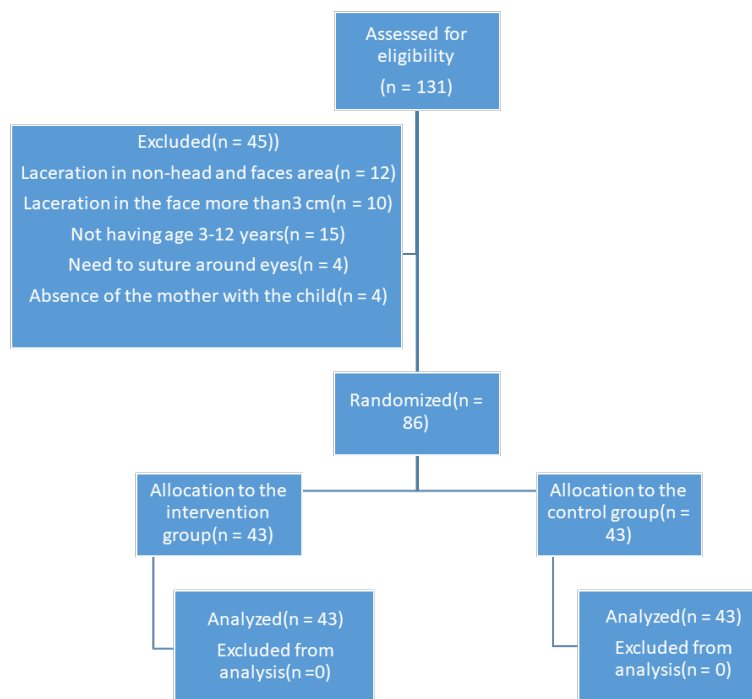 Assessed for
eligibility
(n = 131)
Excluded(n = 45))
Laceration in non-head and faces area(n = 12)
Laceration in the face more than3 cm(n = 10)
Not having age 3-12 years(n = 15)
Need to suture around eyes(n = 4)
Absence of the mother with the child(n = 4)
Randomized(n =
86)
Allocation to the
intervention
group(n = 43)
Allocation to the
control group(n =
43)
Analyzed(n = 43)
Excluded from
analysis(n =0)
Analyzed(n = 43)
Excluded from
analysis(n = 0)